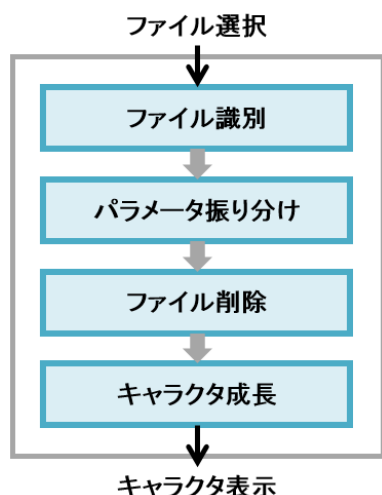 ファイル選択
ファイル識別
パラメータ振り分け
ファイル削除
キャラクタ成長
キャラクタ表示